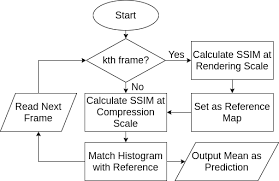 Start
kth frame?
Yes
Calculate SSIM at
Rendering Scale
No
Read Next
Frame
Calculate SSIM at
Compression
Scale
Set as Reference
Map
Match Histogram
with Reference
Output Mean as
Prediction